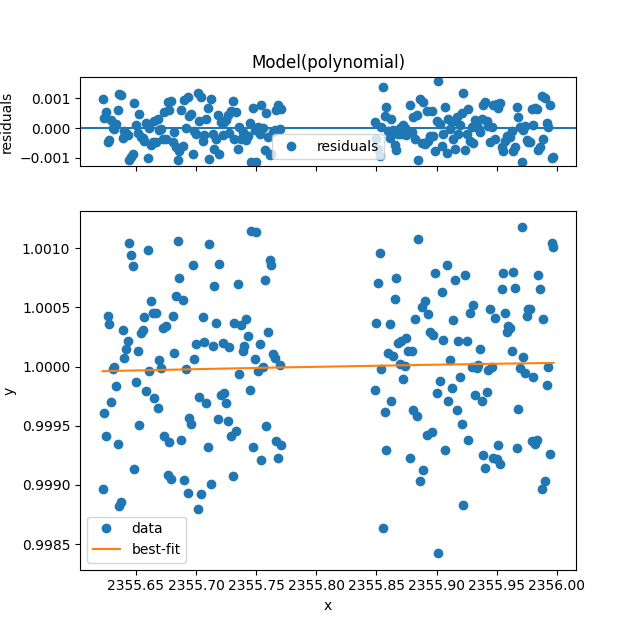 Model(polynomial)
residuals
0.001
0.000
−0.001
residuals
y
1.0010
1.0005
1.0000
0.9995
0.9990
0.9985
data
best-fit
2355.65 2355.70 2355.75 2355.80 2355.85 2355.90 2355.95 2356.00
x